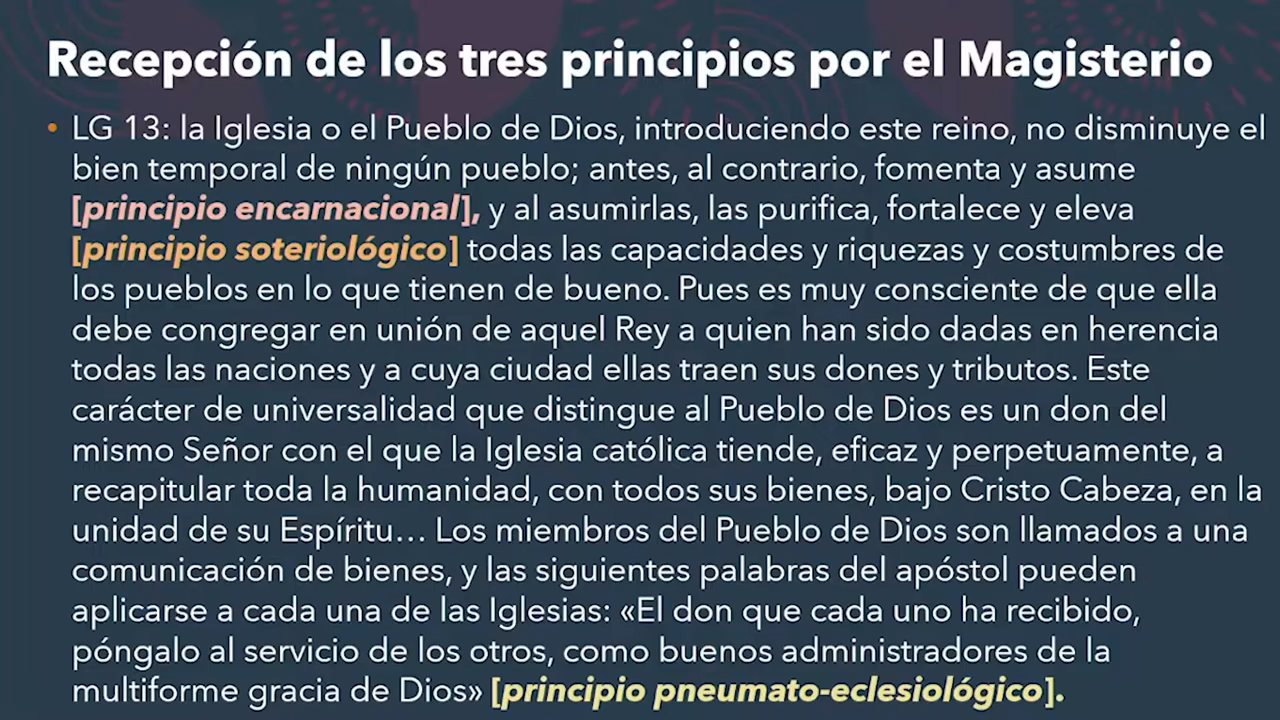 Recepción de los tres principios por el Magisterio
• LG 13: la Iglesia o el Pueblo de Dios, introduciendo este reino, no disminuye el
bien temporal de ningún pueblo; antes, al contrario, fomenta y asume
[principio encarnacional], y al asumirlas, las purifica, fortalece y eleva
[principio soteriológico] todas las capacidades y riquezas y costumbres de
los pueblos en lo que tienen de bueno. Pues es muy consciente de que ella
debe congregar en unión de aquel Rey a quien han sido dadas en herencia
todas las naciones y a cuya ciudad ellas traen sus dones y tributos. Este
carácter de universalidad que distingue al Pueblo de Dios es un don del
mismo Señor con el que la Iglesia católica tiende, eficaz y perpetuamente, a
recapitular toda la humanidad, con todos sus bienes, bajo Cristo Cabeza, en la
unidad de su Espíritu… Los miembros del Pueblo de Dios son llamados a una
comunicación de bienes, y las siguientes palabras del apóstol pueden
aplicarse a cada una de las Iglesias: «El don que cada uno ha recibido,
póngalo al servicio de los otros, como buenos administradores de la
multiforme gracia de Dios» [principio pneumato-eclesiológico].